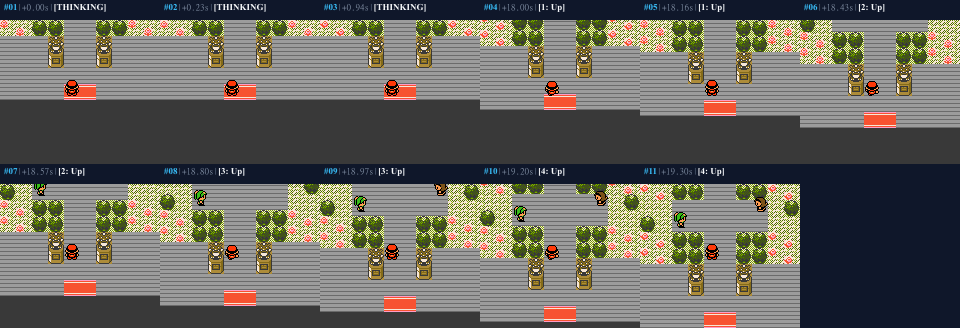 #01|+0.00s|[THINKING]
#02|+0.23s|[THINKING]
#03|+0.94s|[THINKING]
#04|+18.00s|[1: Up]
#05|+18.16s|[1: Up]
#06|+18.43s|[2: Up]
#07|+18.57s|[2: Up]
#08|+18.80s|[3: Up]
#09|+18.97s|[3: Up]
#10|+19.20s|[4: Up]
#11|+19.30s|[4: Up]